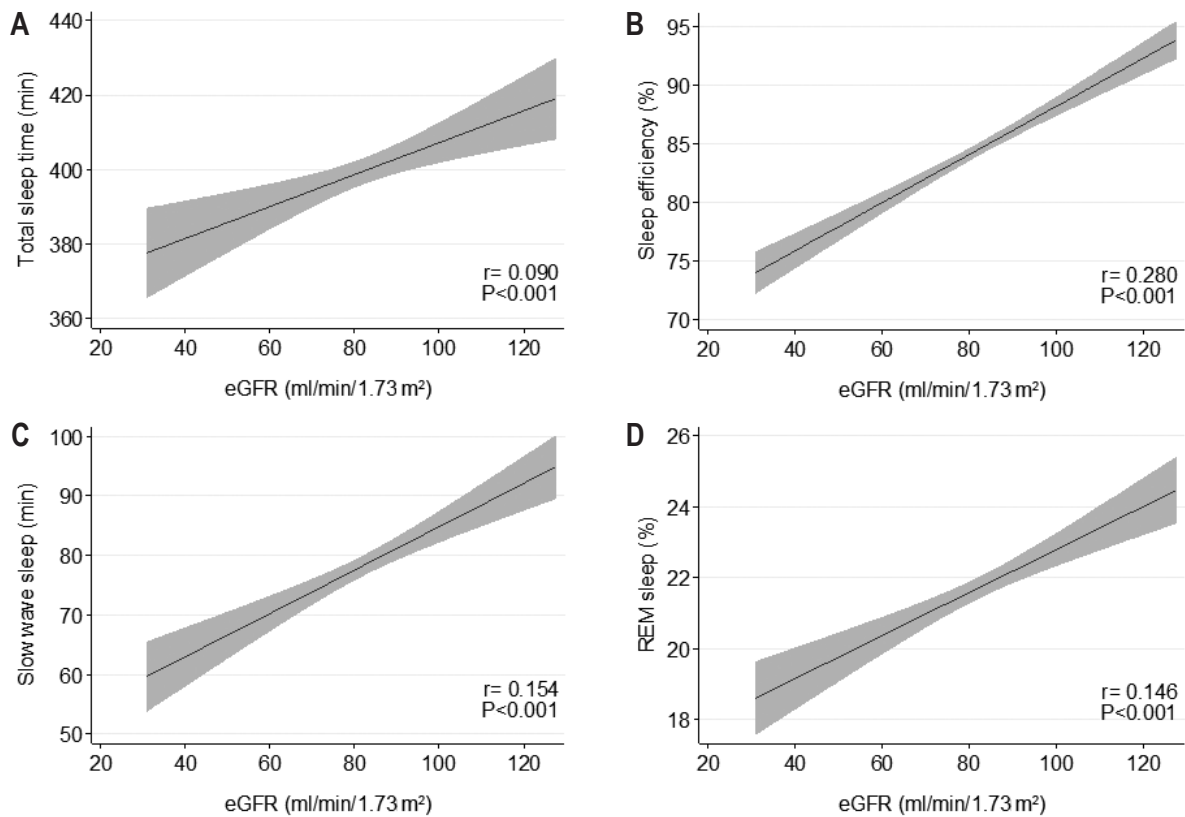 A
Total sleep time (min)
440
420
400
380
360
r= 0.090
P<0.001
20 40 60 80 100 120
eGFR (ml/min/1.73 m²)
B
Sleep efficiency (%)
95
90
85
80
75
70
r= 0.280
P<0.001
20 40 60 80 100 120
eGFR (ml/min/1.73 m²)
C
Slow wave sleep (min)
100
90
80
70
60
50
r= 0.154
P<0.001
20 40 60 80 100 120
eGFR (ml/min/1.73 m²)
D
REM sleep (%)
26
24
22
20
18
r= 0.146
P<0.001
20 40 60 80 100 120
eGFR (ml/min/1.73 m²)